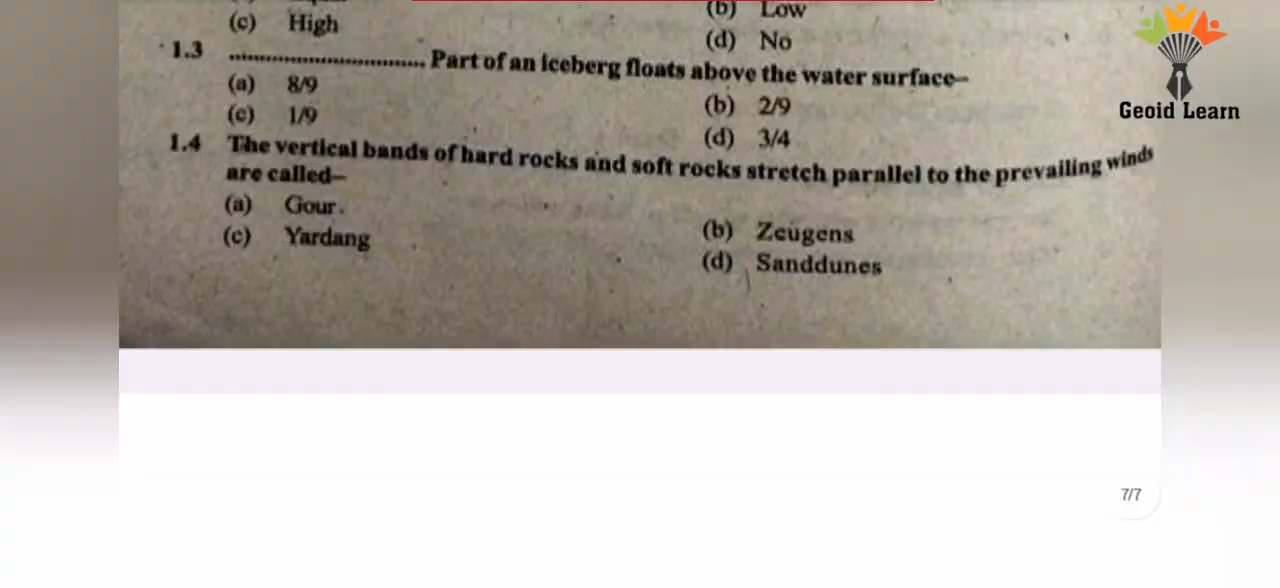 (c) High
(b) Low
(d) No
1.3 ............................... Part of an iceberg floats above the water surface–
(a) 8/9
(b) 2/9
(c) 1/9
(d) 3/4
1.4 The vertical bands of hard rocks and soft rocks stretch parallel to the prevailing winds
are called–
(a) Gour.
(b) Zeugens
(c) Yardang
(d) Sanddunes
Geoid Learn
7/7